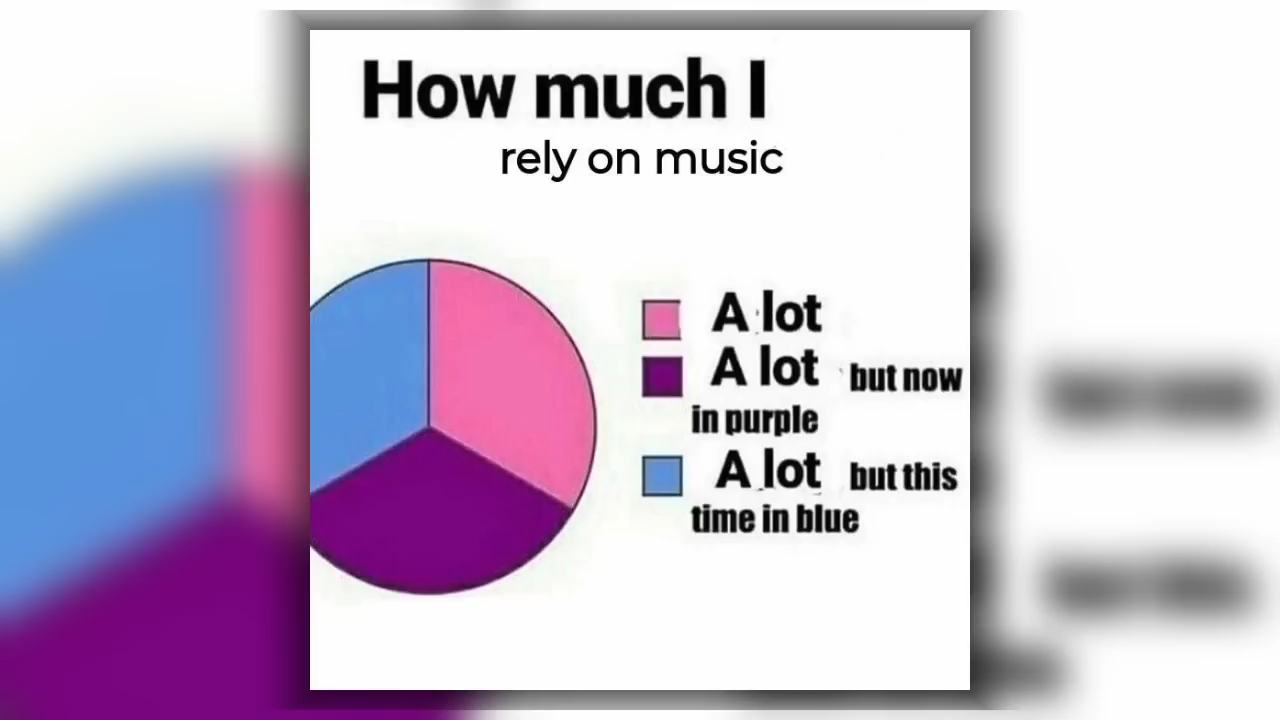 How much I
rely on music
A lot
A lot but now
in purple
A lot but this
time in blue